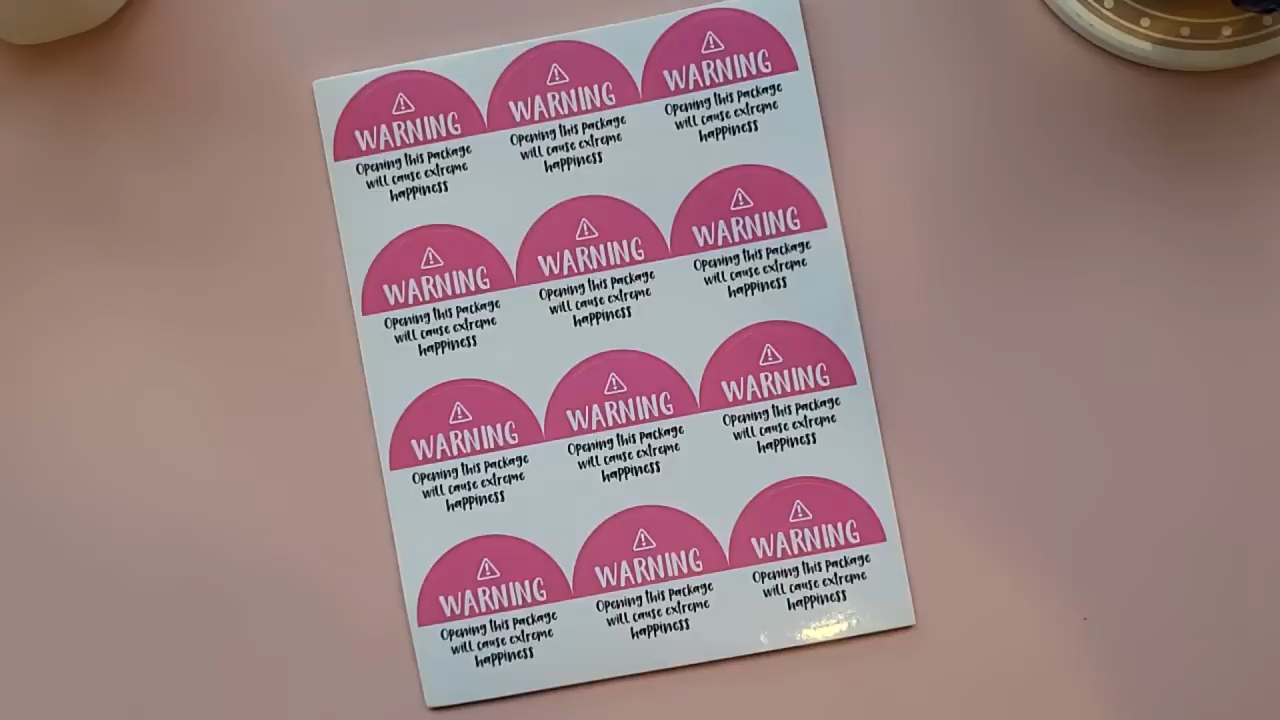 WARNING
Opening this package
will cause extreme
happiness
WARNING
Opening this package
will cause extreme
happiness
WARNING
Opening this package
will cause extreme
happiness
WARNING
Opening this package
will cause extreme
happiness
WARNING
Opening this package
will cause extreme
happiness
WARNING
Opening this package
will cause extreme
happiness
WARNING
Opening this package
will cause extreme
happiness
WARNING
Opening this package
will cause extreme
happiness
WARNING
Opening this package
will cause extreme
happiness
WARNING
Opening this package
will cause extreme
happiness
WARNING
Opening this package
will cause extreme
happiness
WARNING
Opening this package
will cause extreme
happiness